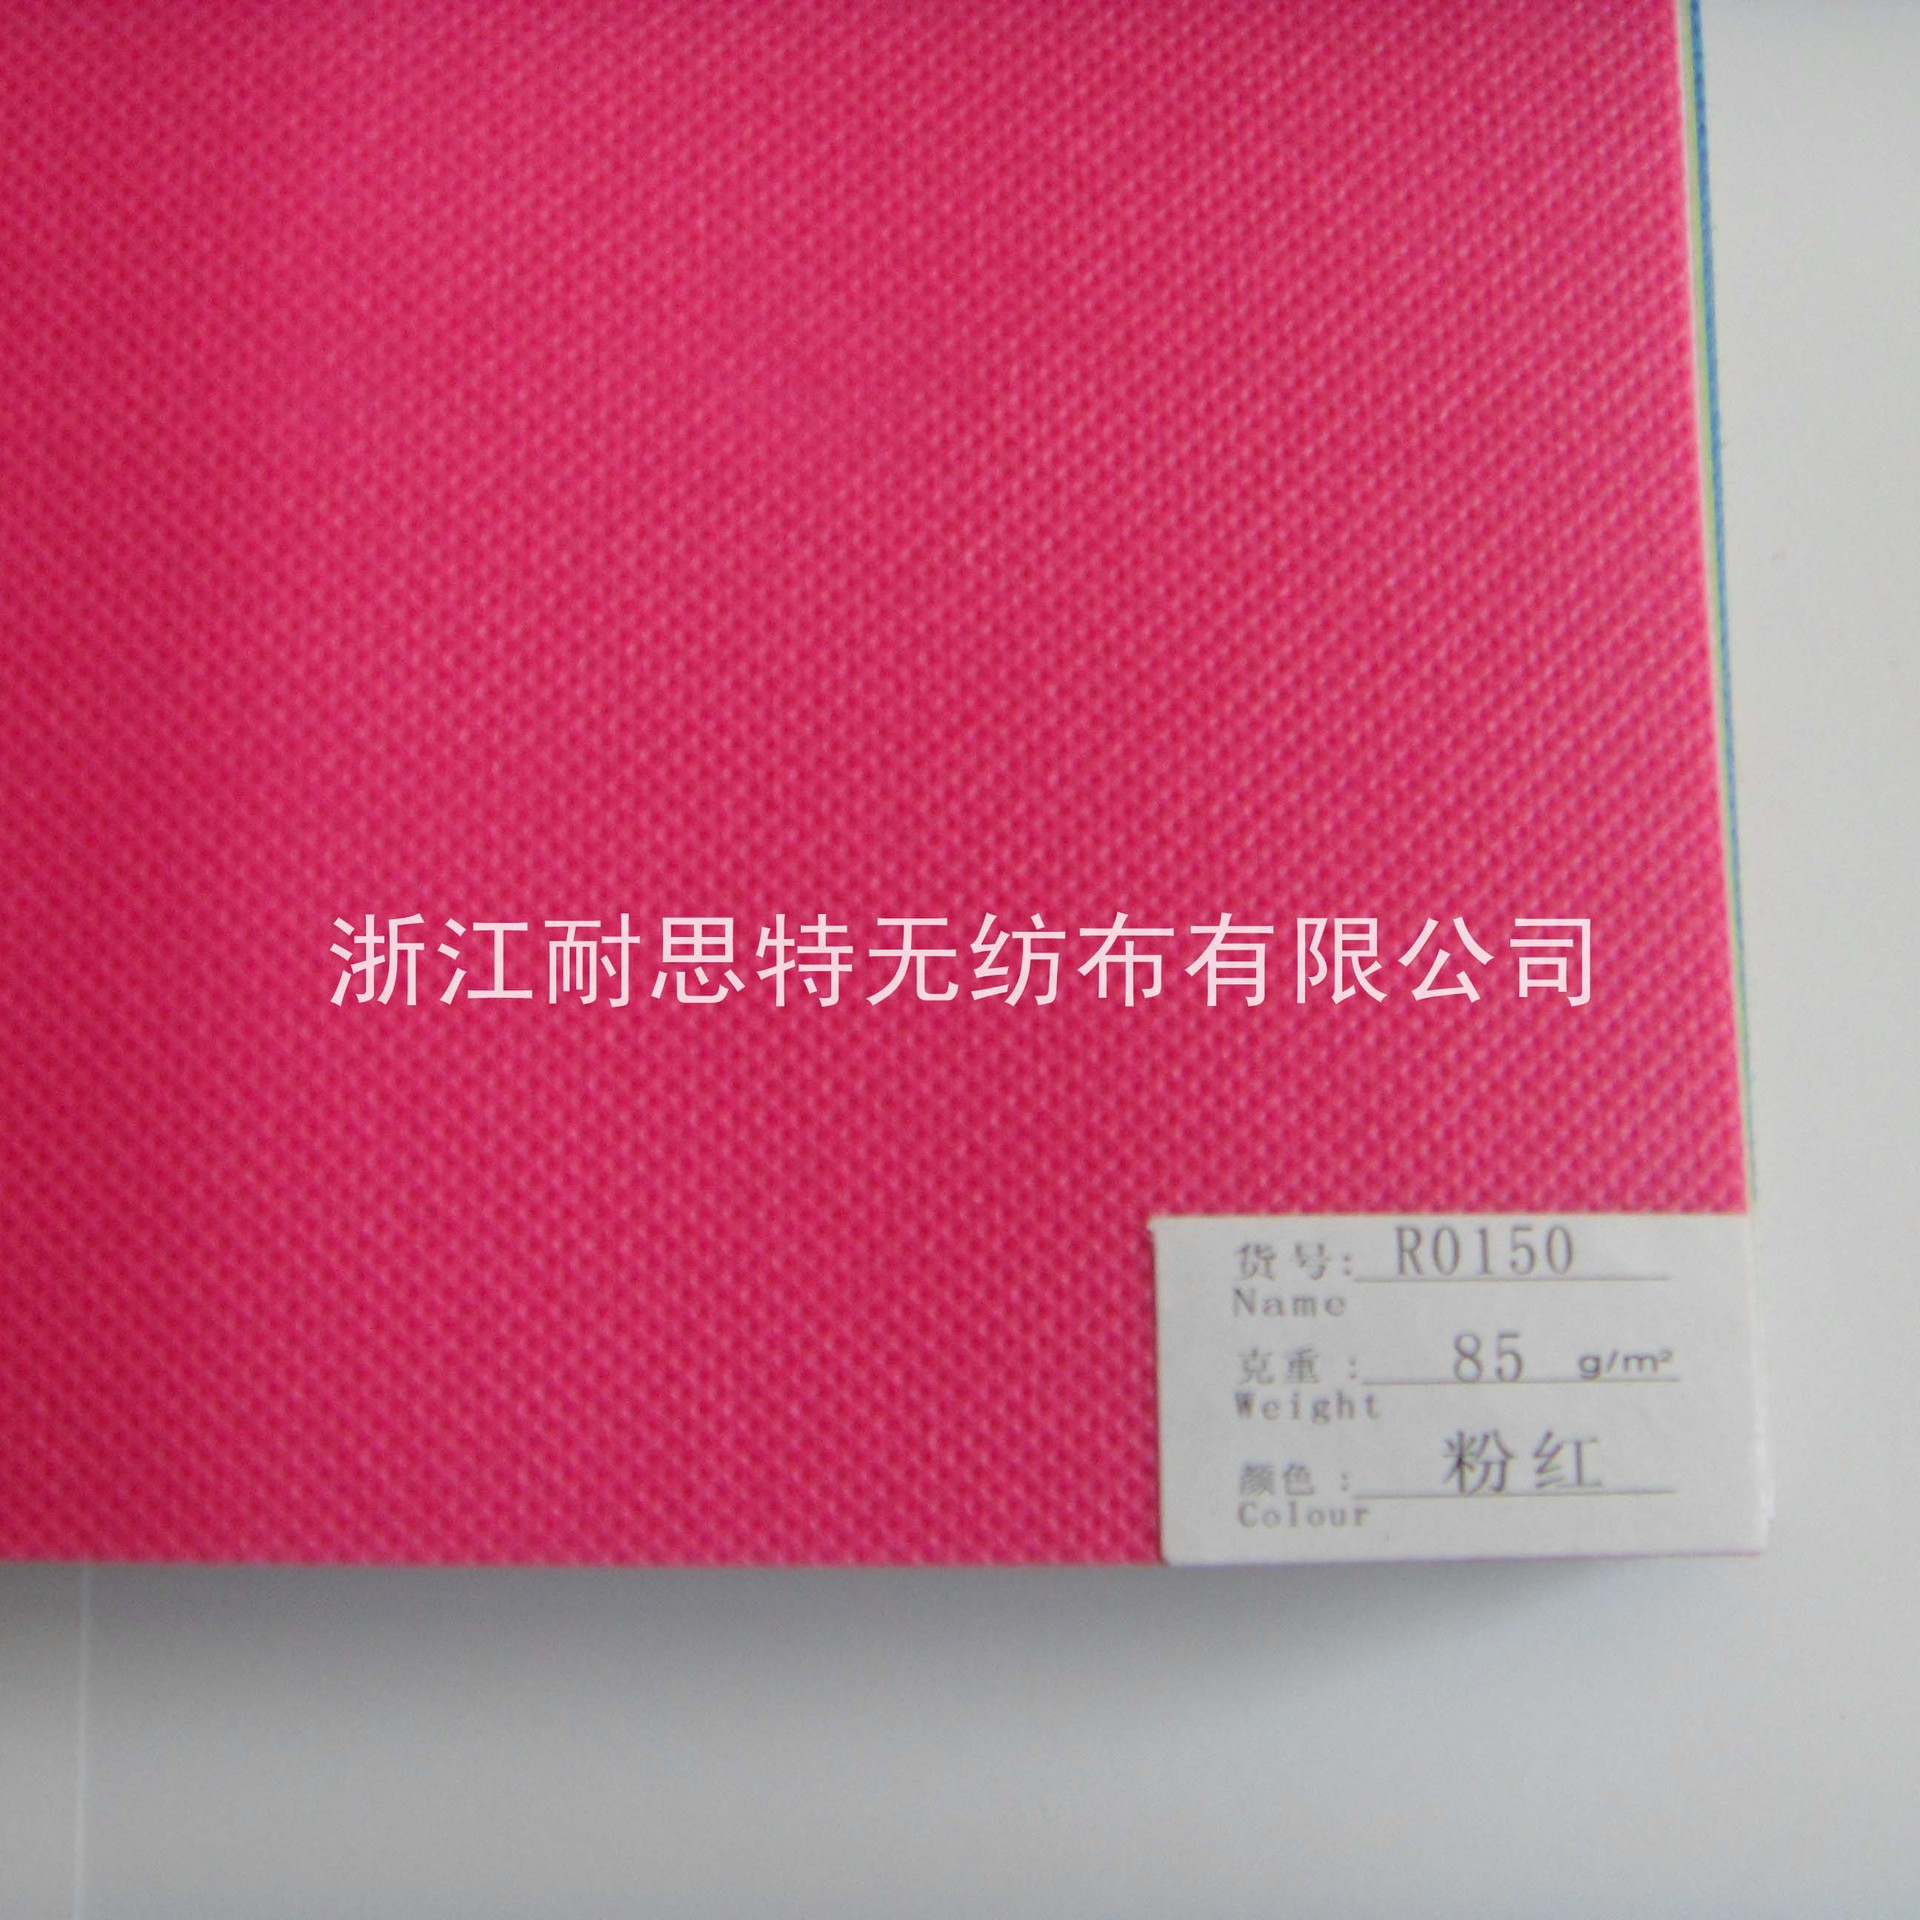 浙江耐思特无纺布有限公司
货号: R0150
Name
克重: 85 g/m²
Weight
颜色: 粉红
Colour